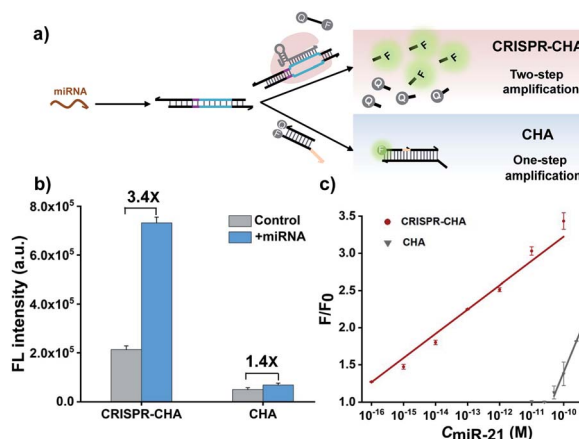 a)
Q F
miRNA
F
F
F
F
Q
Q
Q
Q
CRISPR-CHA
Two-step
amplification
Q
F
F
CHA
One-step
amplification
b)
FL intensity (a.u.)
8.0x10⁵
6.0x10⁵
4.0x10⁵
2.0x10⁵
0.0
3.4X
Control
+miRNA
1.4X
CRISPR-CHA
CHA
c)
F/F₀
3.5
3.0
2.5
2.0
1.5
1.0
CRISPR-CHA
CHA
10⁻¹⁶ 10⁻¹⁵ 10⁻¹⁴ 10⁻¹³ 10⁻¹² 10⁻¹¹ 10⁻¹⁰
CmiR-21 (M)